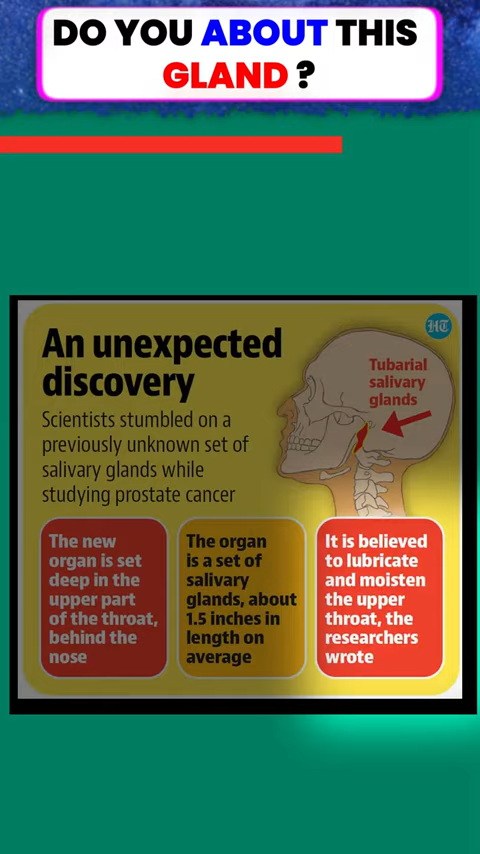 DO YOU ABOUT THIS
GLAND ?
HT
An unexpected
discovery
Scientists stumbled on a
previously unknown set of
salivary glands while
studying prostate cancer
Tubarial
salivary
glands
The new
organ is set
deep in the
upper part
of the throat,
behind the
nose
The organ
is a set of
salivary
glands, about
1.5 inches in
length on
average
It is believed
to lubricate
and moisten
the upper
throat, the
researchers
wrote